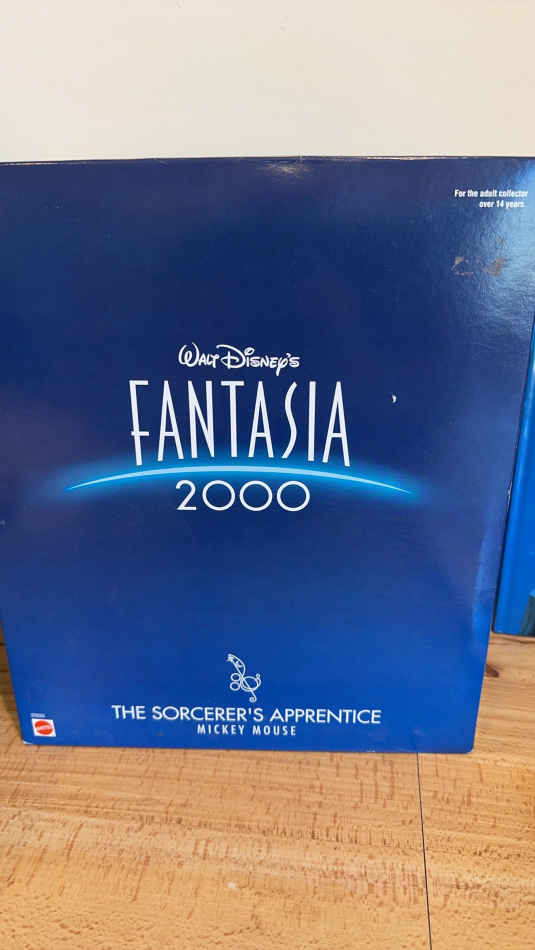 For the adult collector
over 14 years.
WALT DISNEY'S
FANTASIA
2000
THE SORCERER'S APPRENTICE
MICKEY MOUSE